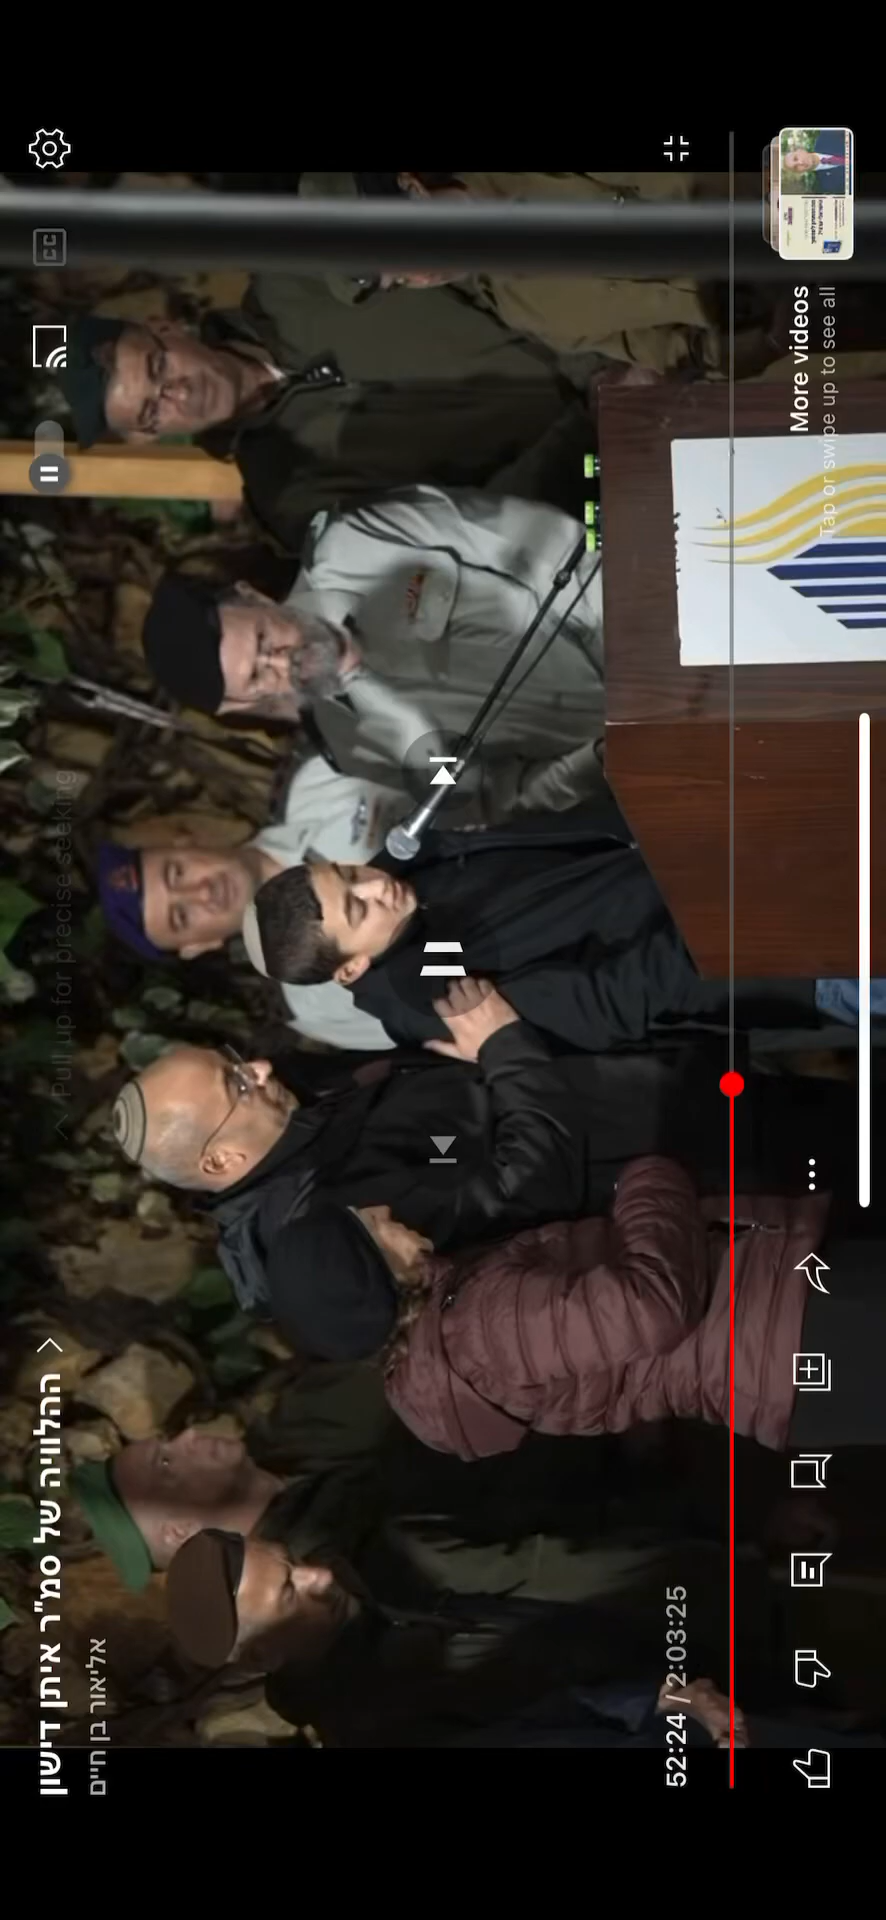 ההלוויה של סמ"ר איתן דישון
אליאור בן חיים
Pull up for precise seeking
52:24 / 2:03:25
More videos
Tap or swipe up to see all